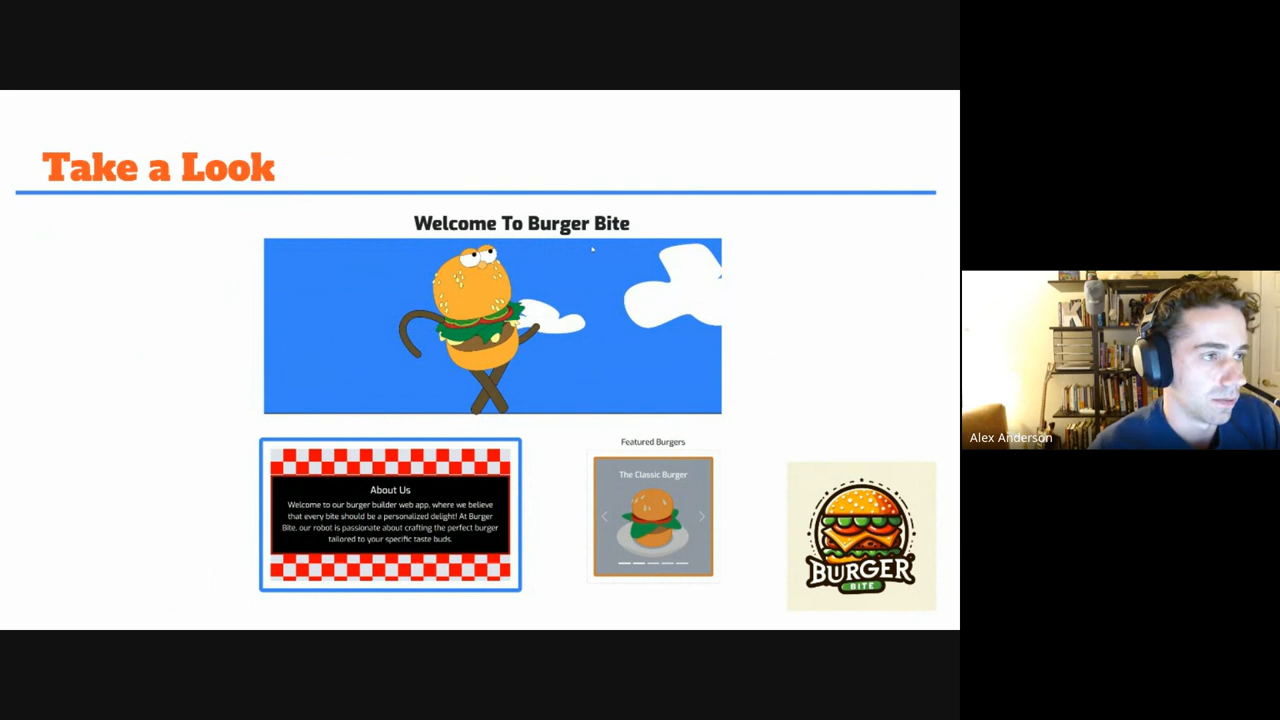 Take a Look
Welcome To Burger Bite
Featured Burgers
About Us
Welcome to our burger builder web app, where we believe
that every bite should be a personalized delight! At Burger
Bite, our robot is passionate about crafting the perfect burger
tailored to your specific taste buds.
The Classic Burger
BURGER
BITE
Alex Anderson